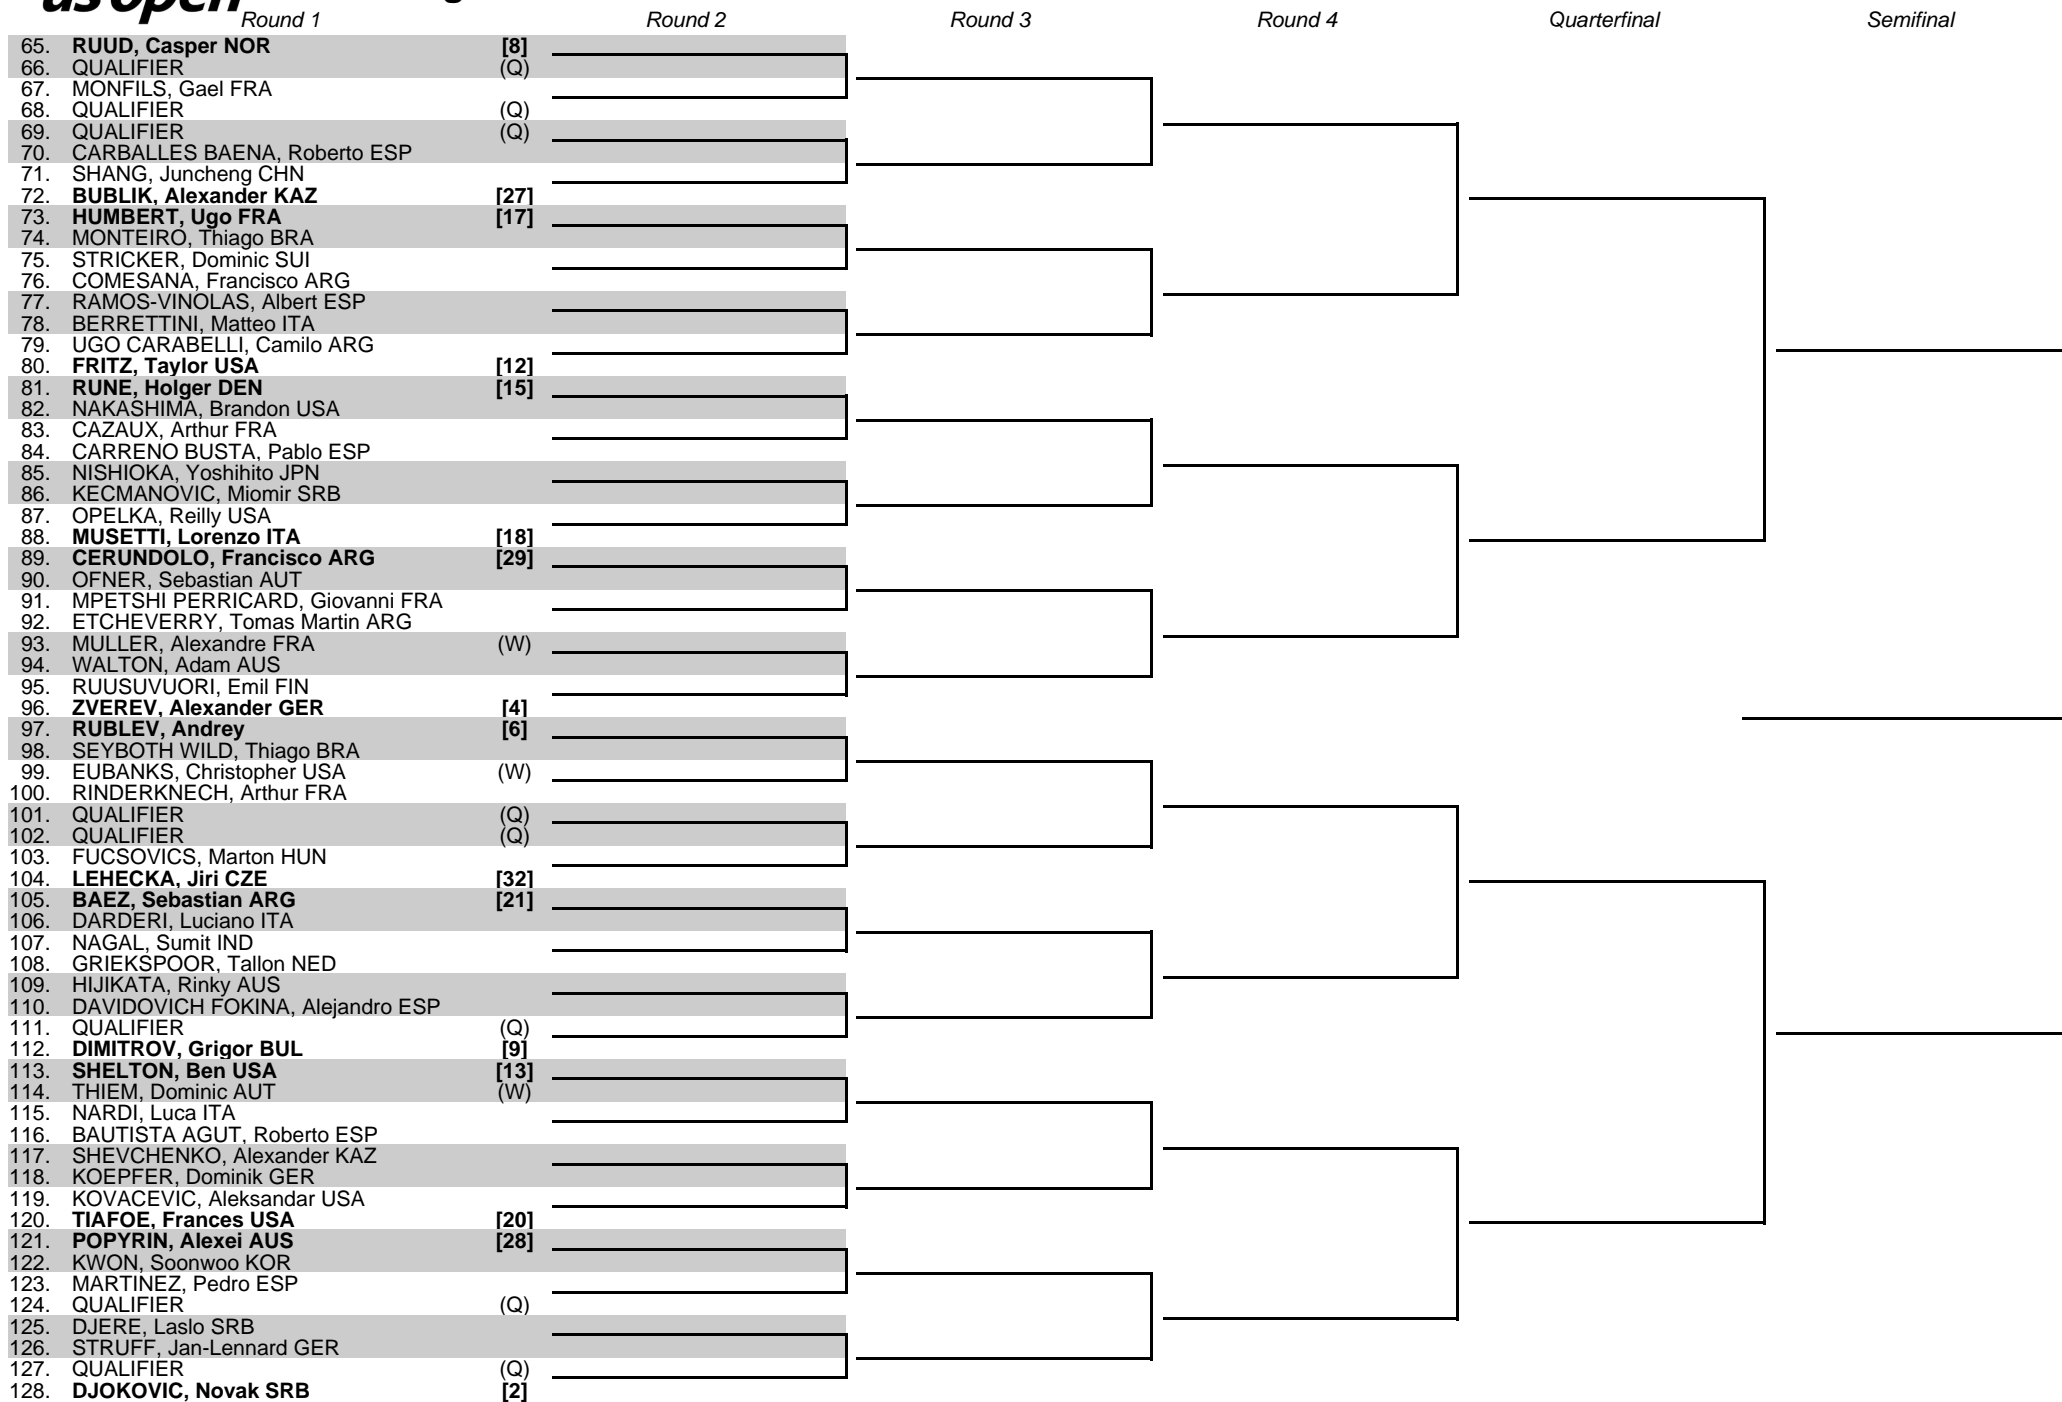 us open
Round 1 Round 2 Round 3 Round 4 Quarterfinal Semifinal
65. RUUD, Casper NOR [8]
66. QUALIFIER (Q)
67. MONFILS, Gael FRA
68. QUALIFIER (Q)
69. QUALIFIER (Q)
70. CARBALLES BAENA, Roberto ESP
71. SHANG, Juncheng CHN
72. BUBLIK, Alexander KAZ [27]
73. HUMBERT, Ugo FRA [17]
74. MONTEIRO, Thiago BRA
75. STRICKER, Dominic SUI
76. COMESANA, Francisco ARG
77. RAMOS-VINOLAS, Albert ESP
78. BERRETTINI, Matteo ITA
79. UGO CARABELLI, Camilo ARG
80. FRITZ, Taylor USA [12]
81. RUNE, Holger DEN [15]
82. NAKASHIMA, Brandon USA
83. CAZAUX, Arthur FRA
84. CARRENO BUSTA, Pablo ESP
85. NISHIOKA, Yoshihito JPN
86. KECMANOVIC, Miomir SRB
87. OPELKA, Reilly USA
88. MUSETTI, Lorenzo ITA [18]
89. CERUNDOLO, Francisco ARG [29]
90. OFNER, Sebastian AUT
91. MPETSHI PERRICARD, Giovanni FRA
92. ETCHEVERRY, Tomas Martin ARG
93. MULLER, Alexandre FRA (W)
94. WALTON, Adam AUS
95. RUUSUVUORI, Emil FIN
96. ZVEREV, Alexander GER [4]
97. RUBLEV, Andrey [6]
98. SEYBOTH WILD, Thiago BRA
99. EUBANKS, Christopher USA (W)
100. RINDERKNECH, Arthur FRA
101. QUALIFIER (Q)
102. QUALIFIER (Q)
103. FUCSOVICS, Marton HUN
104. LEHECKA, Jiri CZE [32]
105. BAEZ, Sebastian ARG [21]
106. DARDERI, Luciano ITA
107. NAGAL, Sumit IND
108. GRIEKSPOOR, Tallon NED
109. HIJIKATA, Rinky AUS
110. DAVIDOVICH FOKINA, Alejandro ESP
111. QUALIFIER (Q)
112. DIMITROV, Grigor BUL [9]
113. SHELTON, Ben USA [13]
114. THIEM, Dominic AUT (W)
115. NARDI, Luca ITA
116. BAUTISTA AGUT, Roberto ESP
117. SHEVCHENKO, Alexander KAZ
118. KOEPFER, Dominik GER
119. KOVACEVIC, Aleksandar USA
120. TIAFOE, Frances USA [20]
121. POPYRIN, Alexei AUS [28]
122. KWON, Soonwoo KOR
123. MARTINEZ, Pedro ESP
124. QUALIFIER (Q)
125. DJERE, Laslo SRB
126. STRUFF, Jan-Lennard GER
127. QUALIFIER (Q)
128. DJOKOVIC, Novak SRB [2]